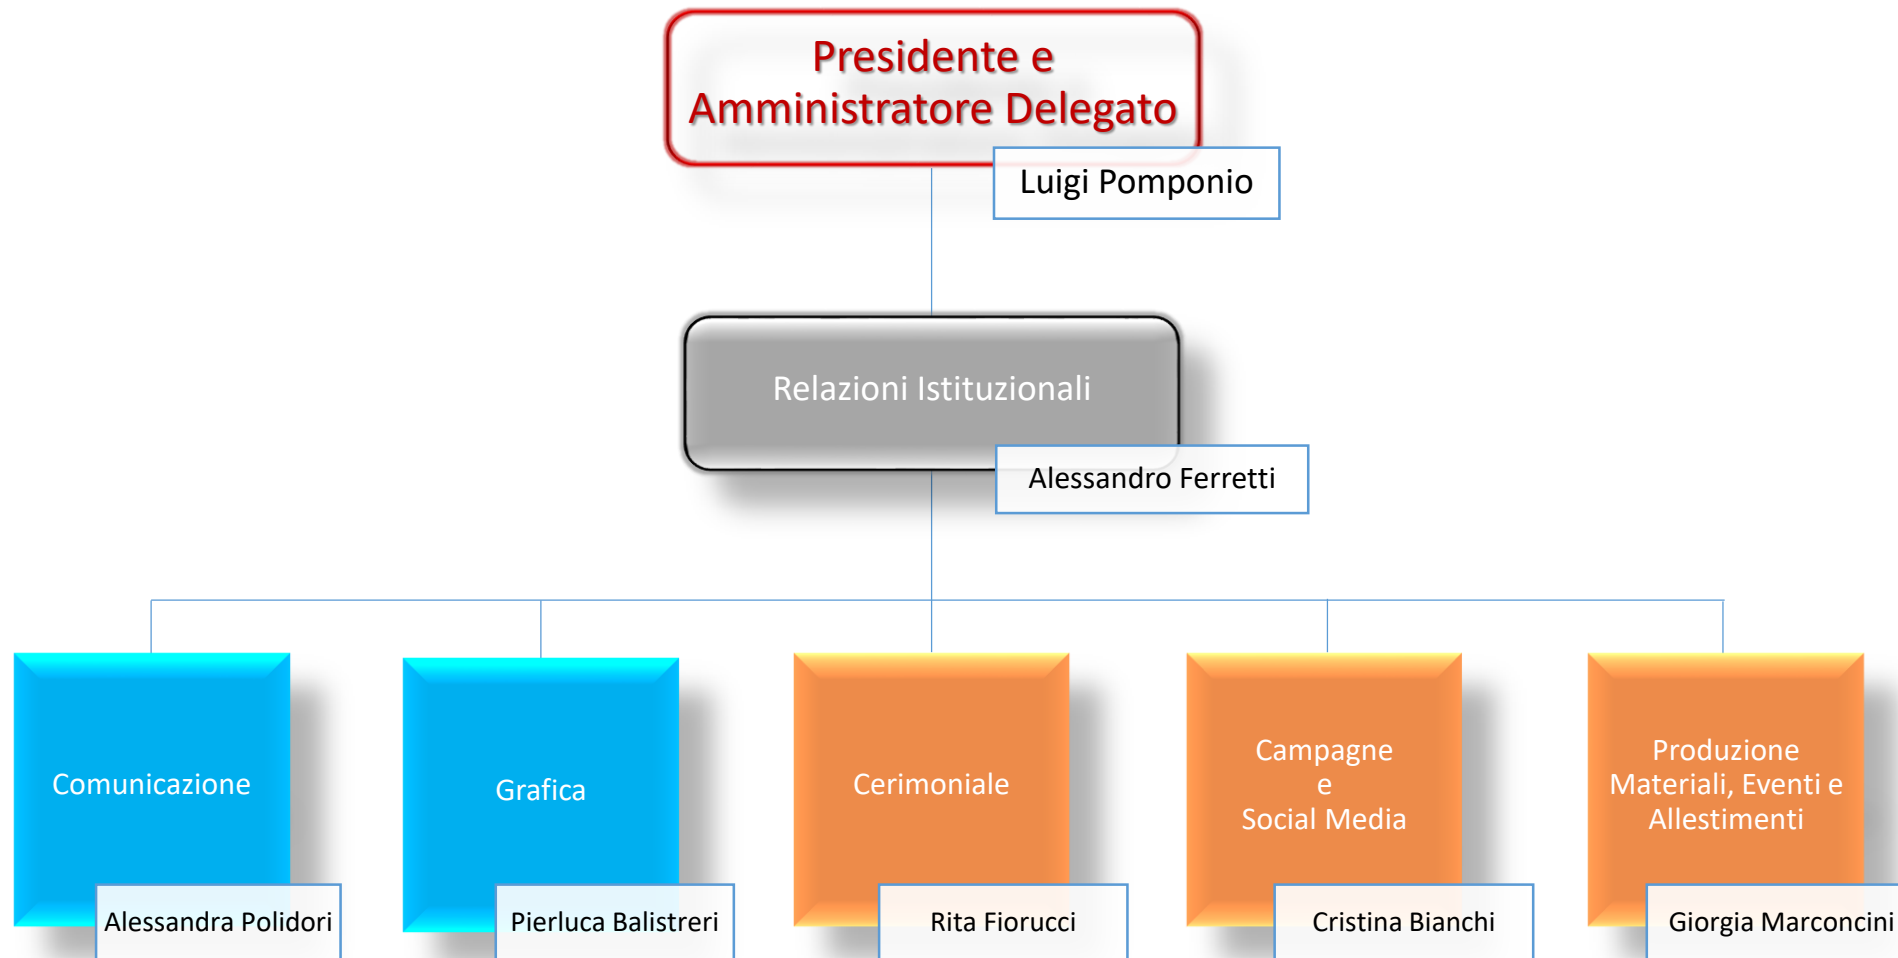 Presidente e
Amministratore Delegato
Luigi Pomponio
Relazioni Istituzionali
Alessandro Ferretti
Comunicazione
Alessandra Polidori
Grafica
Pierluca Balistreri
Cerimoniale
Rita Fiorucci
Campagne
e
Social Media
Cristina Bianchi
Produzione
Materiali, Eventi e
Allestimenti
Giorgia Marconcini